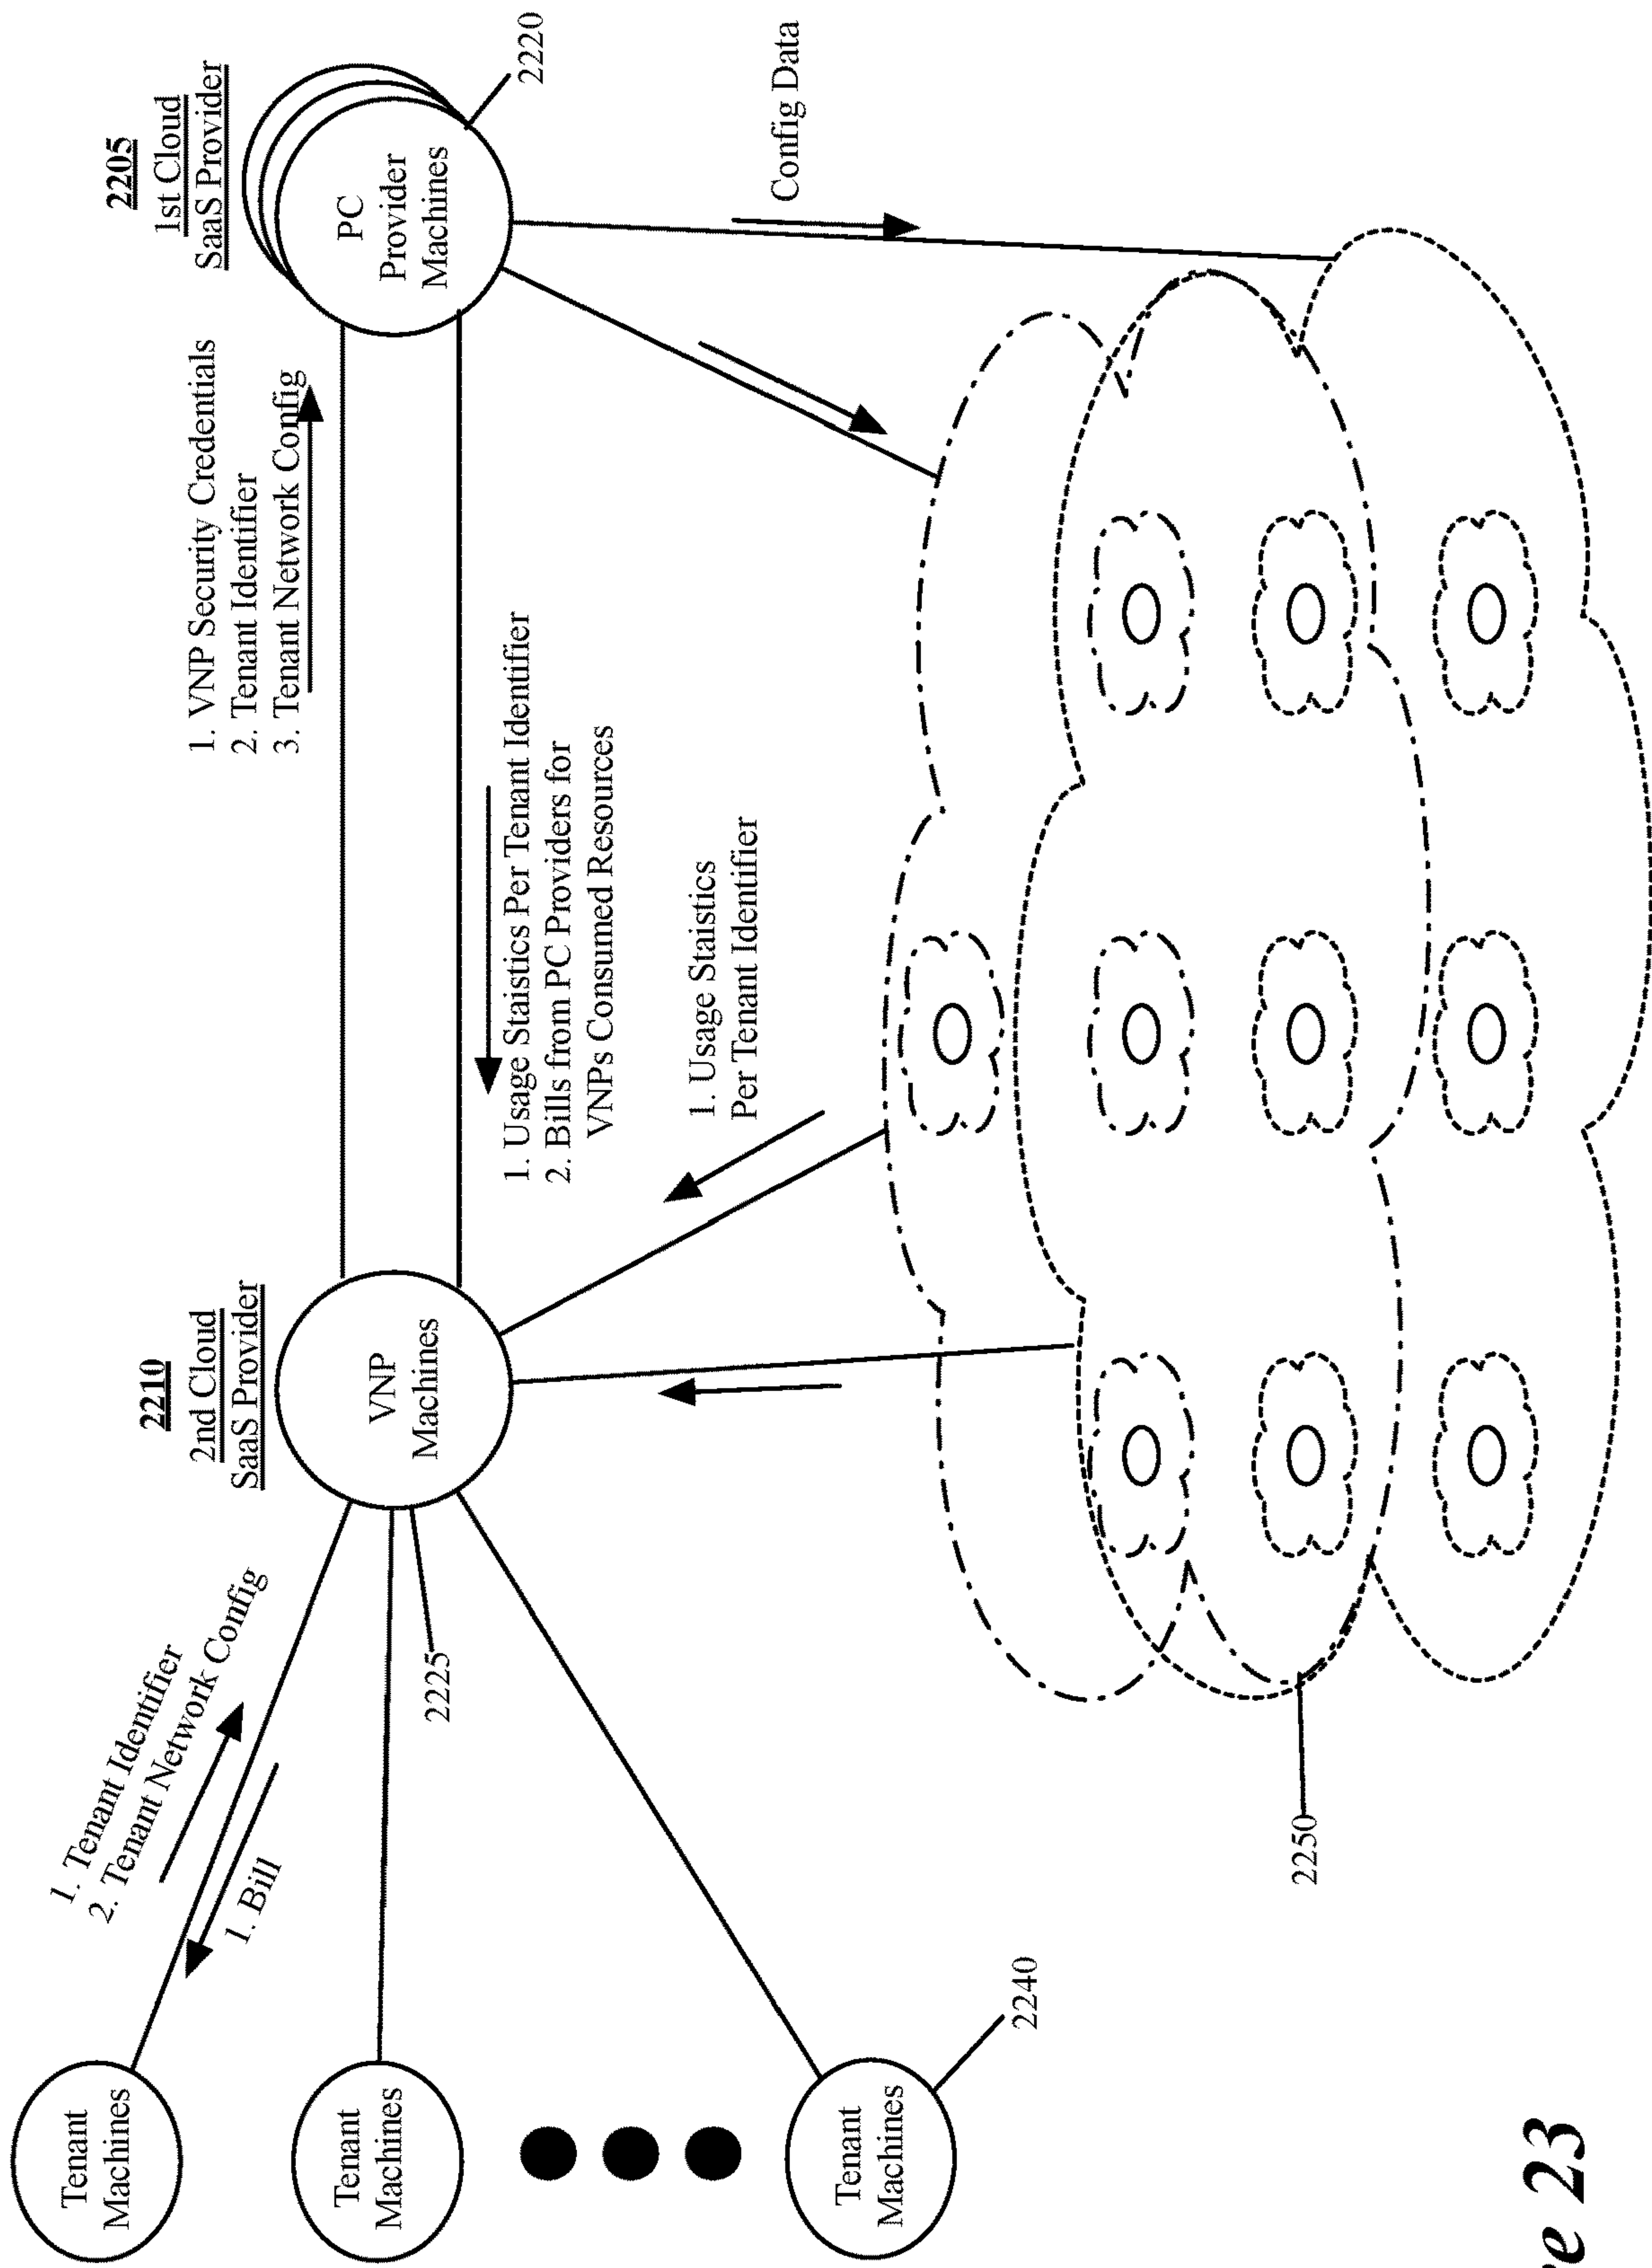 2205
1st Cloud
SaaS Provider
PC
Provider
Machines
2220
1. VNP Security Credentials
2. Tenant Identifier
3. Tenant Network Config
Config Data
1. Usage Staistics Per Tenant Identifier
2. Bills from PC Providers for
VNPs Consumed Resources
1. Usage Staistics
Per Tenant Identifier
2210
2nd Cloud
SaaS Provider
VNP
Machines
2225
1. Tenant Identifier
2. Tenant Network Config
1. Bill
Tenant
Machines
Tenant
Machines
Tenant
Machines
2240
2250
23